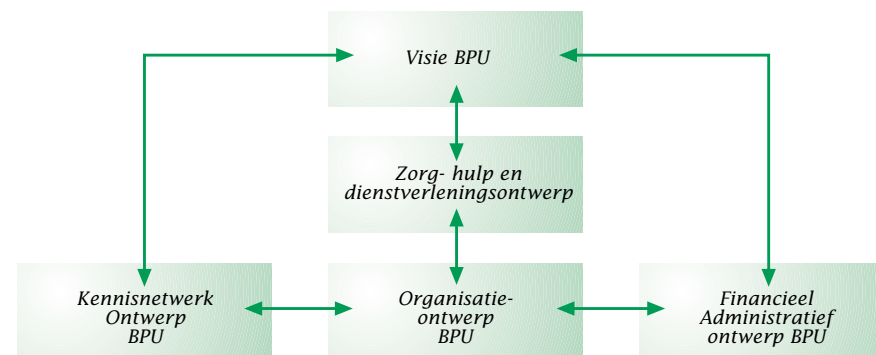 Visie BPU
Zorg- hulp en
dienstverleningsontwerp
Kennisnetwerk
Ontwerp
BPU
Organisatie-
ontwerp
BPU
Financieel
Administratief
ontwerp BPU